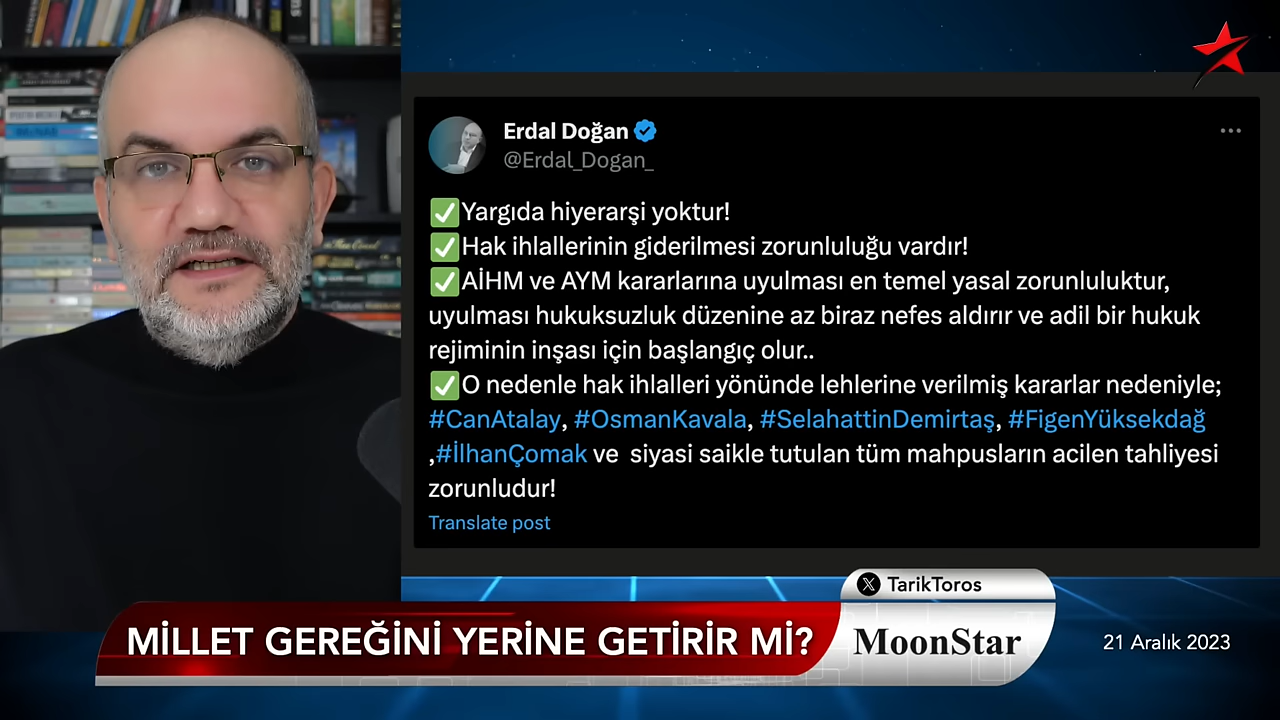 Erdal Doğan
@Erdal_Dogan_
✅Yargıda hiyerarşi yoktur!
✅Hak ihlallerinin giderilmesi zorunluluğu vardır!
✅AİHM ve AYM kararlarına uyulması en temel yasal zorunluluktur,
uyulması hukuksuzluk düzenine az biraz nefes aldırır ve adil bir hukuk
rejiminin inşası için başlangıç olur..
✅O nedenle hak ihlalleri yönünde lehlerine verilmiş kararlar nedeniyle;
#CanAtalay, #OsmanKavala, #SelahattinDemirtaş, #FigenYüksekdağ
,#İlhanÇomak ve  siyasi saikle tutulan tüm mahpusların acilen tahliyesi
zorunludur!
Translate post
TarikToros
MİLLET GEREĞİNİ YERİNE GETİRİR Mİ?
MoonStar
21 Aralık 2023